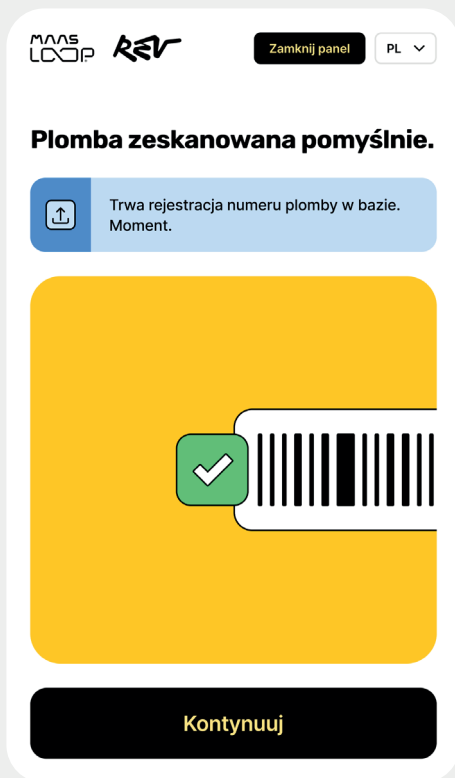 MAAS
LOOP
REV
Zamknij panel
PL
Plomba zeskanowana pomyślnie.
Trwa rejestracja numeru plomby w bazie.
Moment.
Kontynuuj